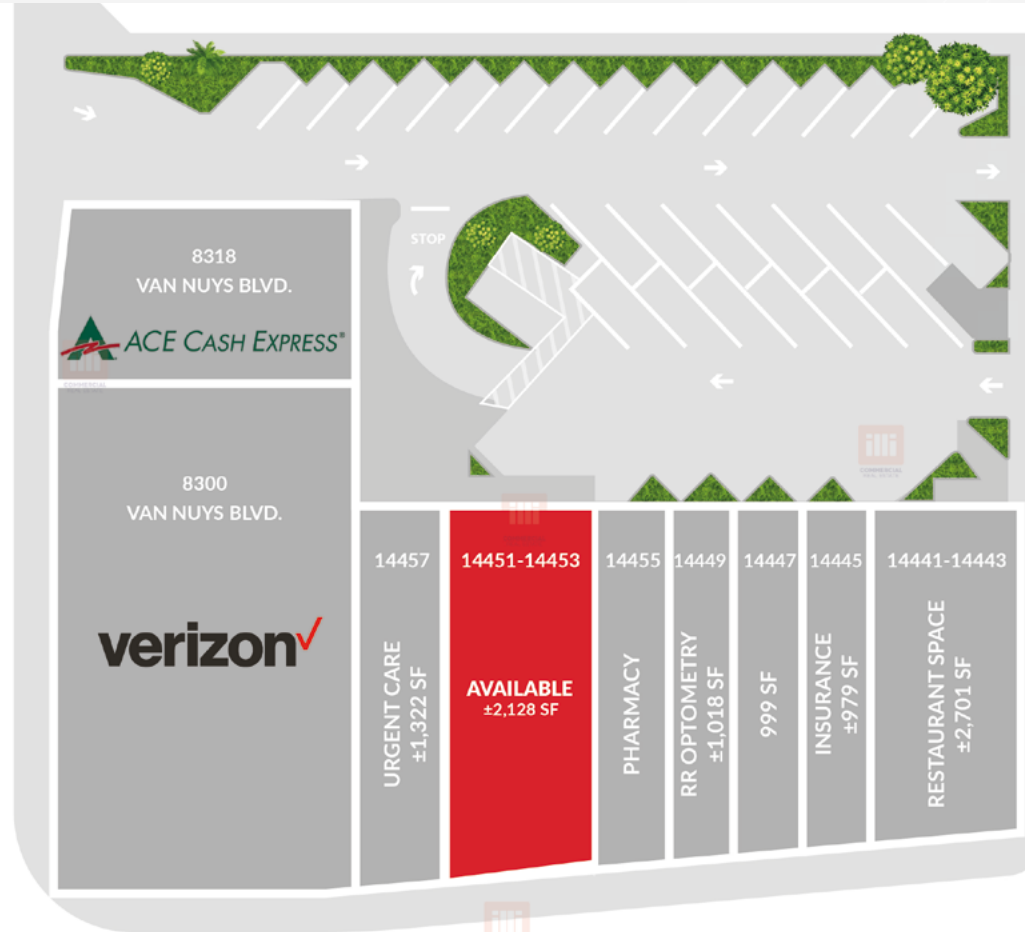 STOP
8318
VAN NUYS BLVD.
ACE CASH EXPRESS®
8300
VAN NUYS BLVD.
verizon✓
14457
URGENT CARE
±1,322 SF
14451-14453
AVAILABLE
±2,128 SF
14455
PHARMACY
14449
RR OPTOMETRY
±1,018 SF
14447
999 SF
14445
INSURANCE
±979 SF
14441-14443
RESTAURANT SPACE
±2,701 SF
illi
COMMERCIAL